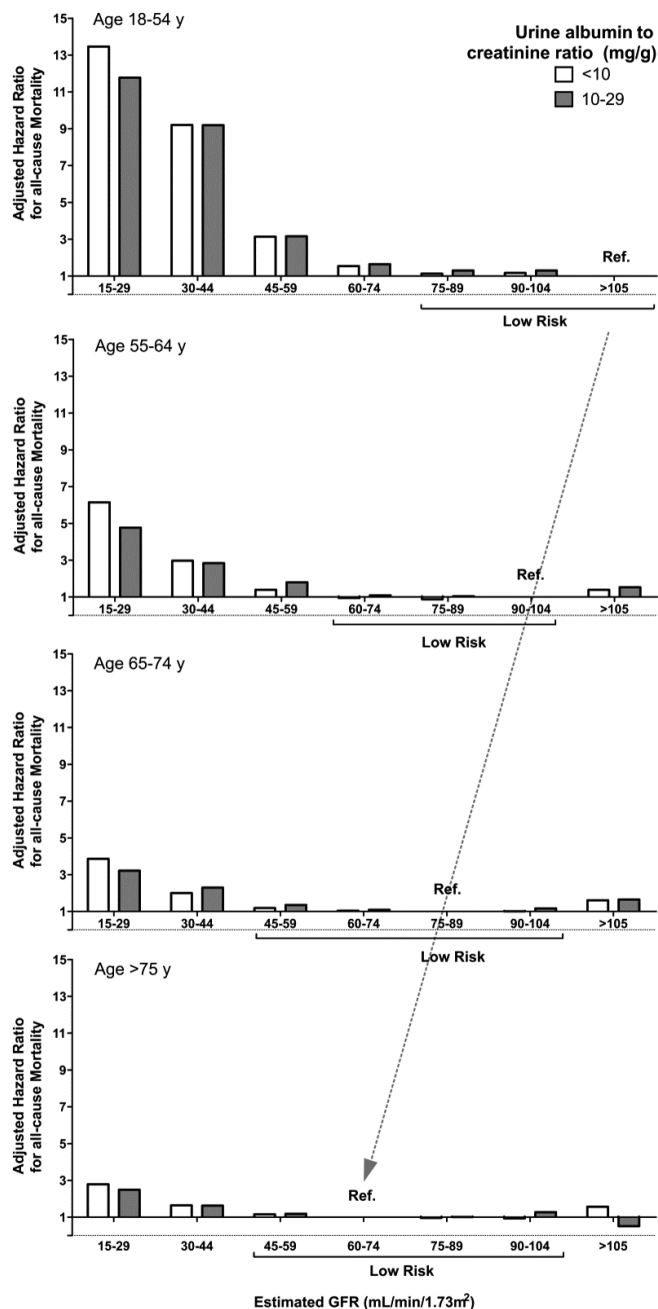 Age 18-54 y
Urine albumin to
creatinine ratio (mg/g)
<10
10-29
Adjusted Hazard Ratio
for all-cause Mortality
15
13
11
9
7
5
3
1
Ref.
15-29 30-44 45-59 60-74 75-89 90-104 >105
Low Risk
Age 55-64 y
Adjusted Hazard Ratio
for all-cause Mortality
15
13
11
9
7
5
3
1
Ref.
15-29 30-44 45-59 60-74 75-89 90-104 >105
Low Risk
Age 65-74 y
Adjusted Hazard Ratio
for all-cause Mortality
15
13
11
9
7
5
3
1
Ref.
15-29 30-44 45-59 60-74 75-89 90-104 >105
Low Risk
Age >75 y
Adjusted Hazard Ratio
for all-cause Mortality
15
13
11
9
7
5
3
1
Ref.
15-29 30-44 45-59 60-74 75-89 90-104 >105
Low Risk
Estimated GFR (mL/min/1.73m²)